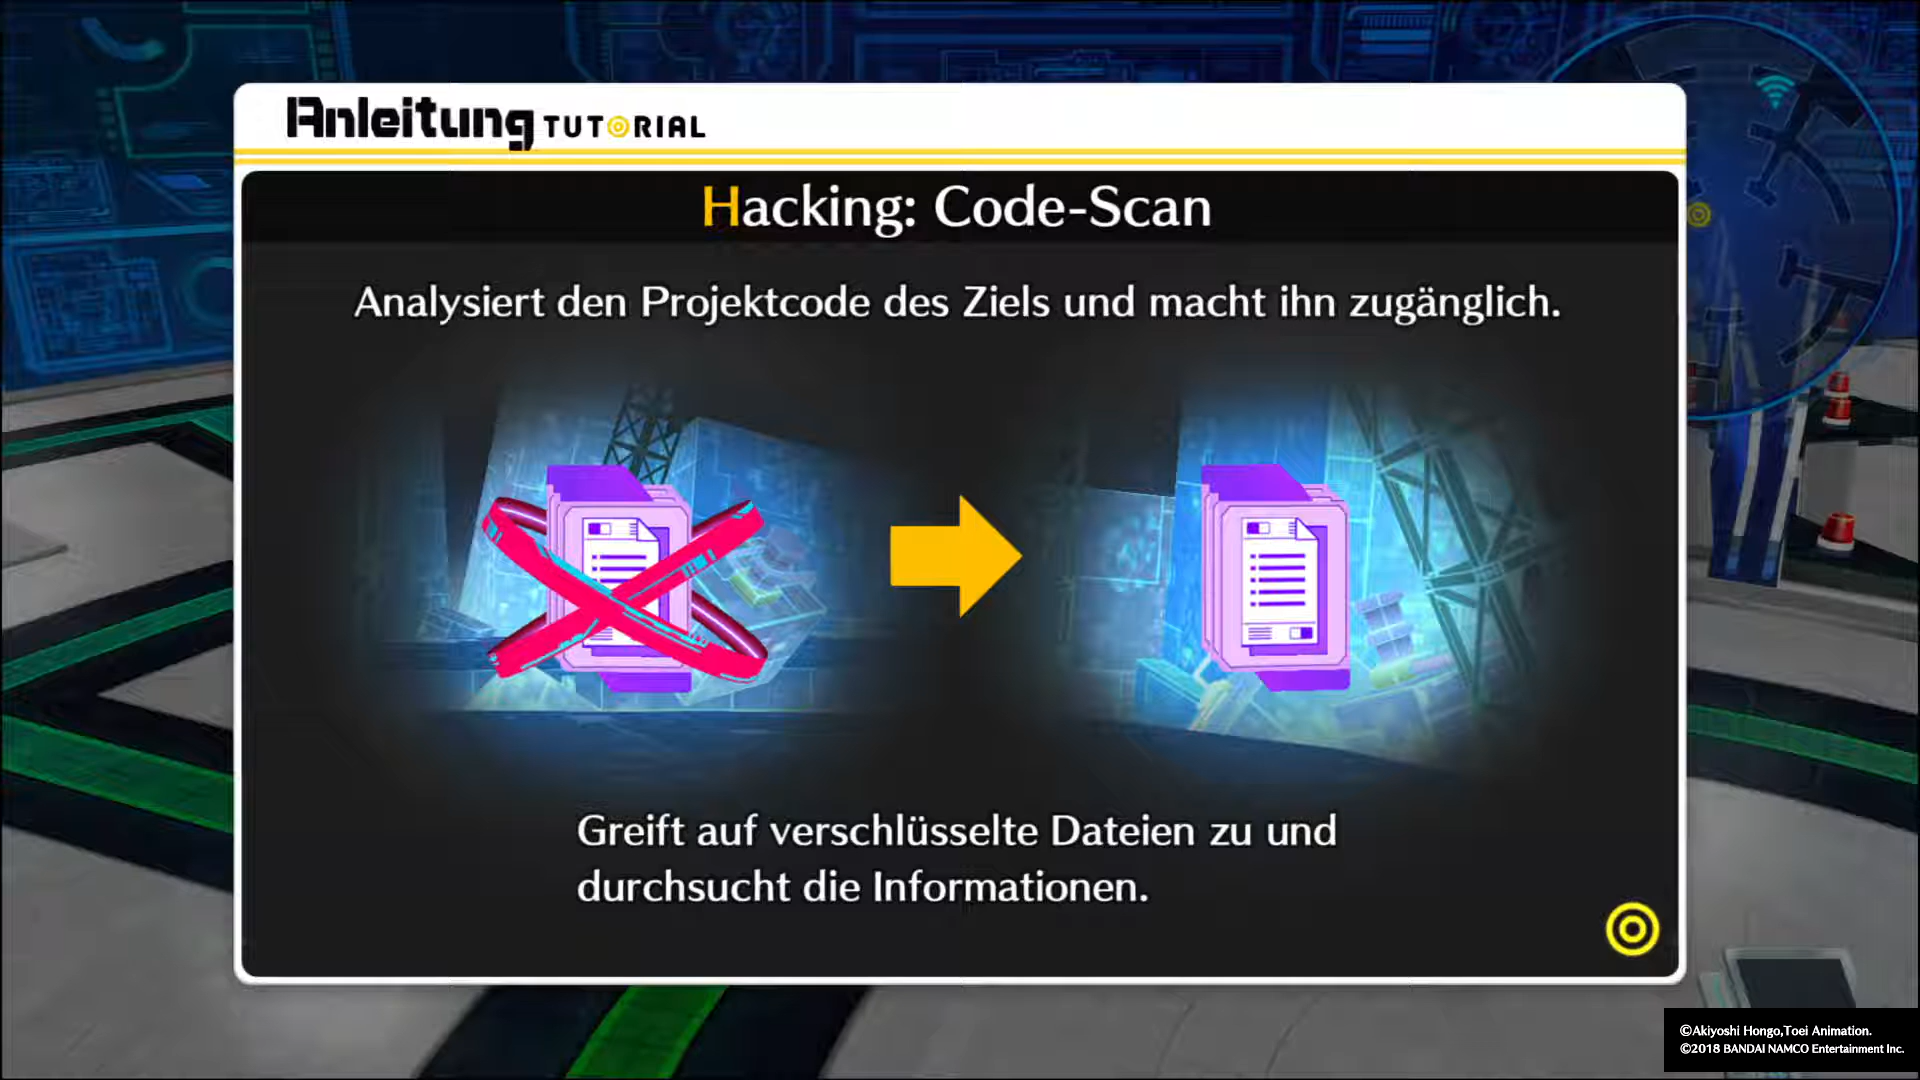 Anleitung TUTORIAL
Hacking: Code-Scan
Analysiert den Projektcode des Ziels und macht ihn zugänglich.
Greift auf verschlüsselte Dateien zu und
durchsucht die Informationen.
©Akiyoshi Hongo,Toei Animation.
©2018 BANDAI NAMCO Entertainment Inc.